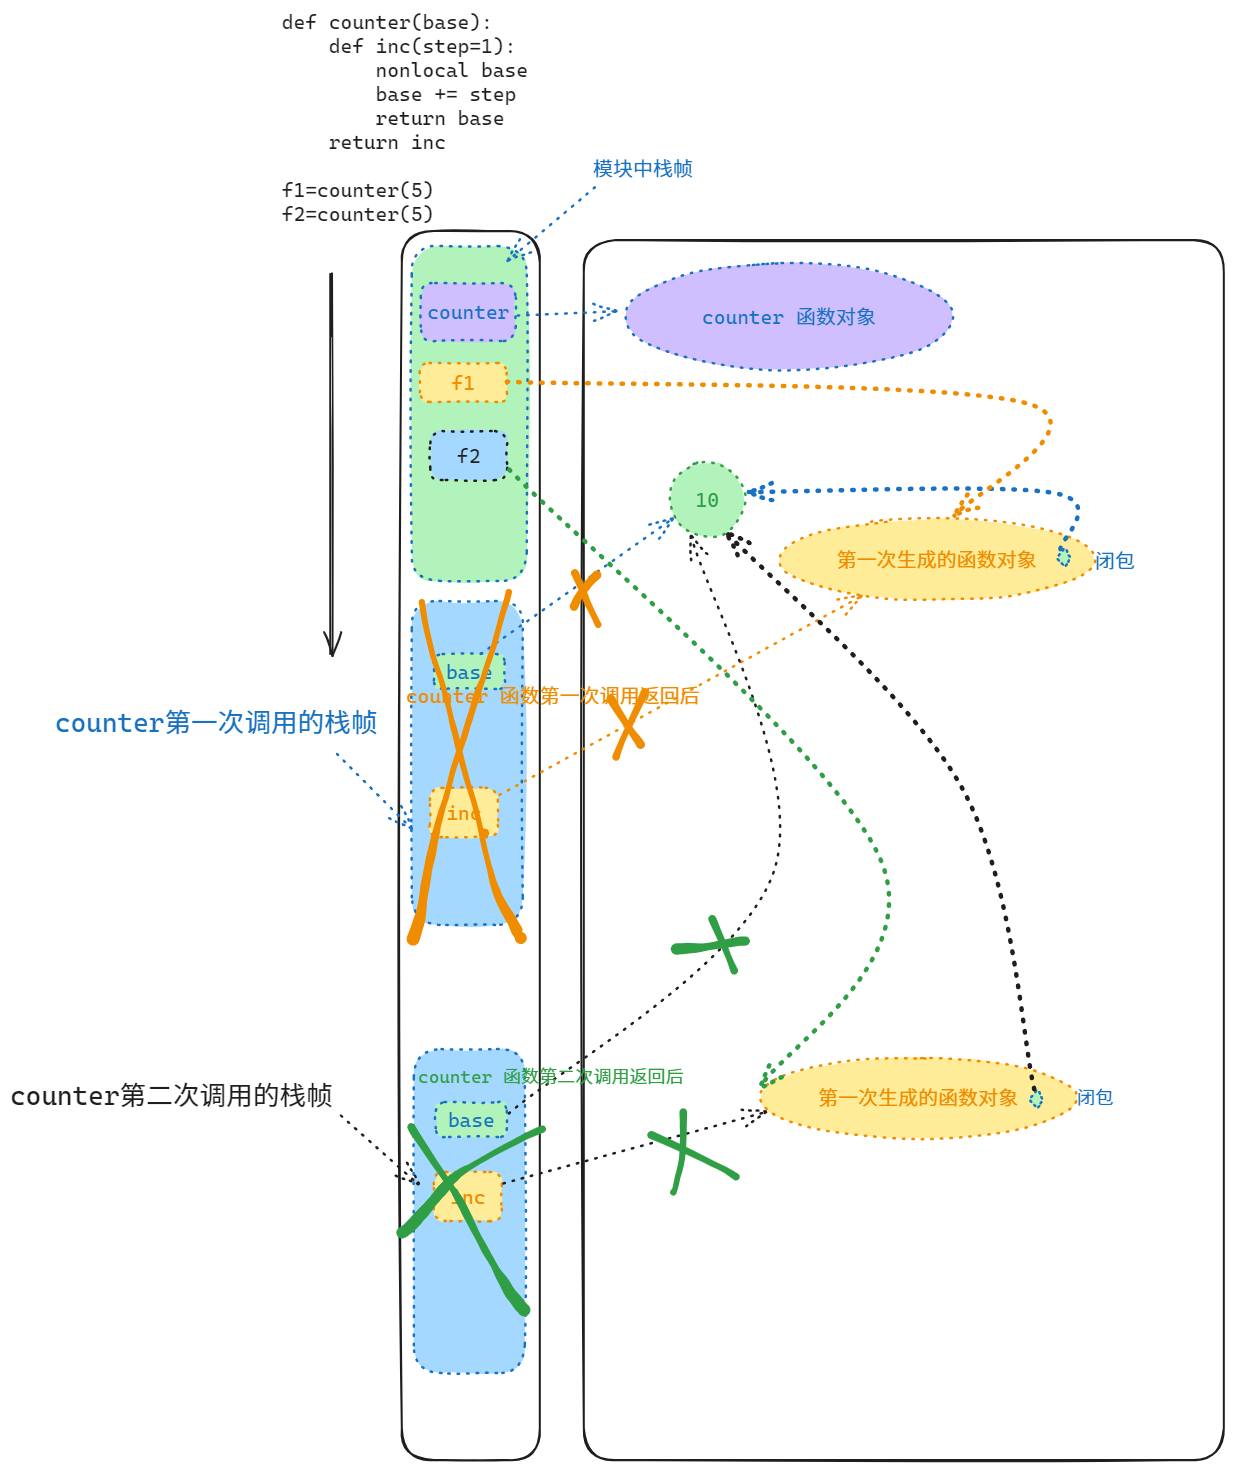 def counter(base):
    def inc(step=1):
        nonlocal base
        base += step
        return base
    return inc
f1=counter(5)
f2=counter(5)
模块中栈帧
counter
counter 函数对象
f1
f2
10
第一次生成的函数对象
闭包
base
counter 函数第一次调用返回后
counter第一次调用的栈帧
inc
counter 函数第二次调用返回后
counter第二次调用的栈帧
base
第一次生成的函数对象
闭包
inc